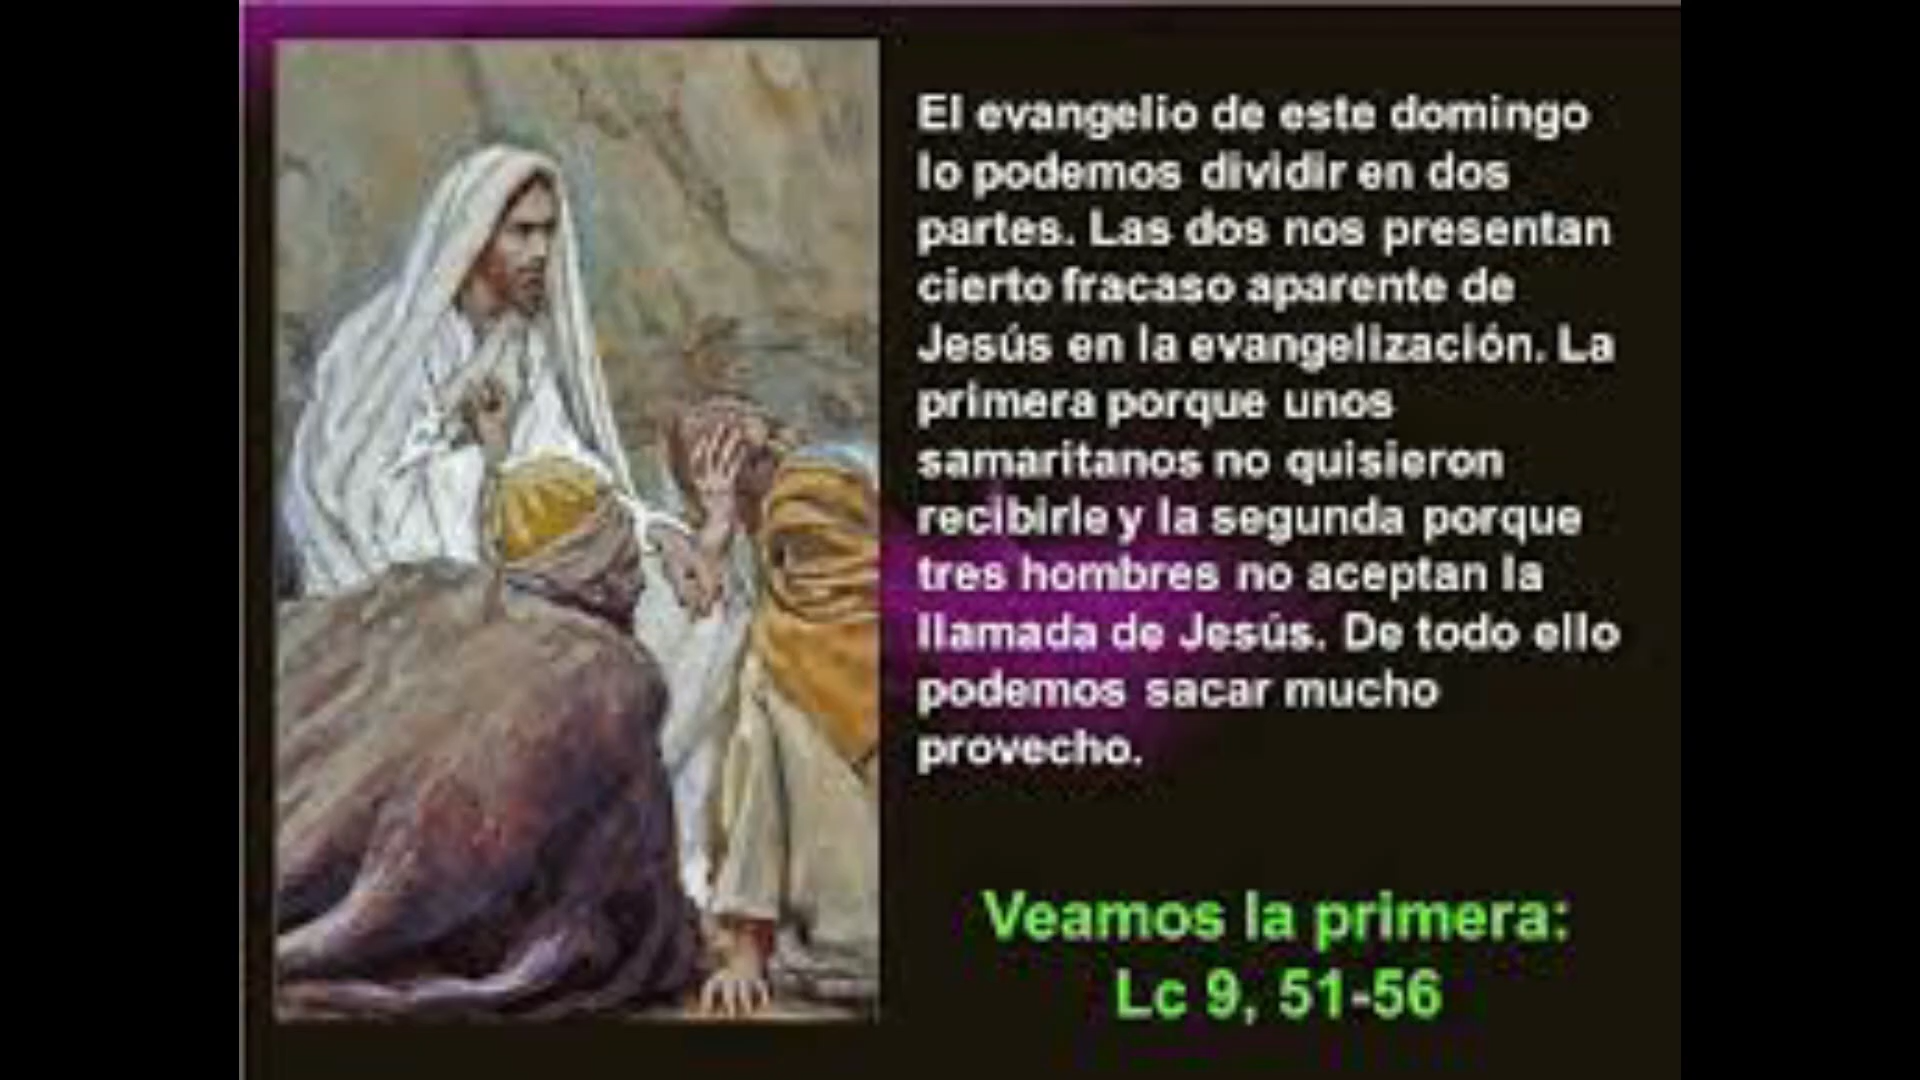 El evangelio de este domingo
lo podemos dividir en dos
partes. Las dos nos presentan
cierto fracaso aparente de
Jesús en la evangelización. La
primera porque unos
samaritanos no quisieron
recibirle y la segunda porque
tres hombres no aceptan la
llamada de Jesús. De todo ello
podemos sacar mucho
provecho.
Veamos la primera:
Lc 9, 51-56